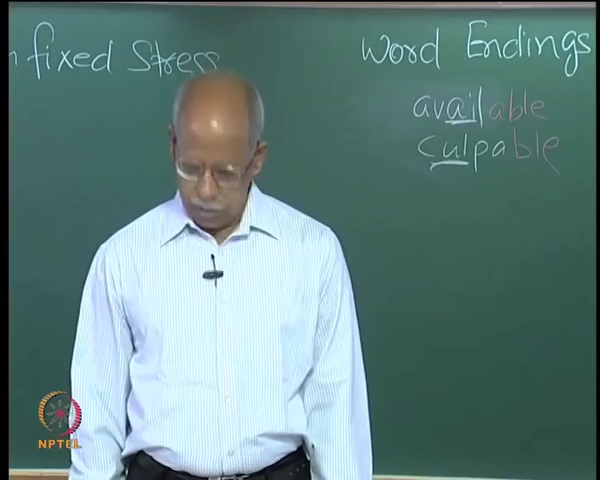 n fixed Stress
Word Endings
available
culpable
NPTEL